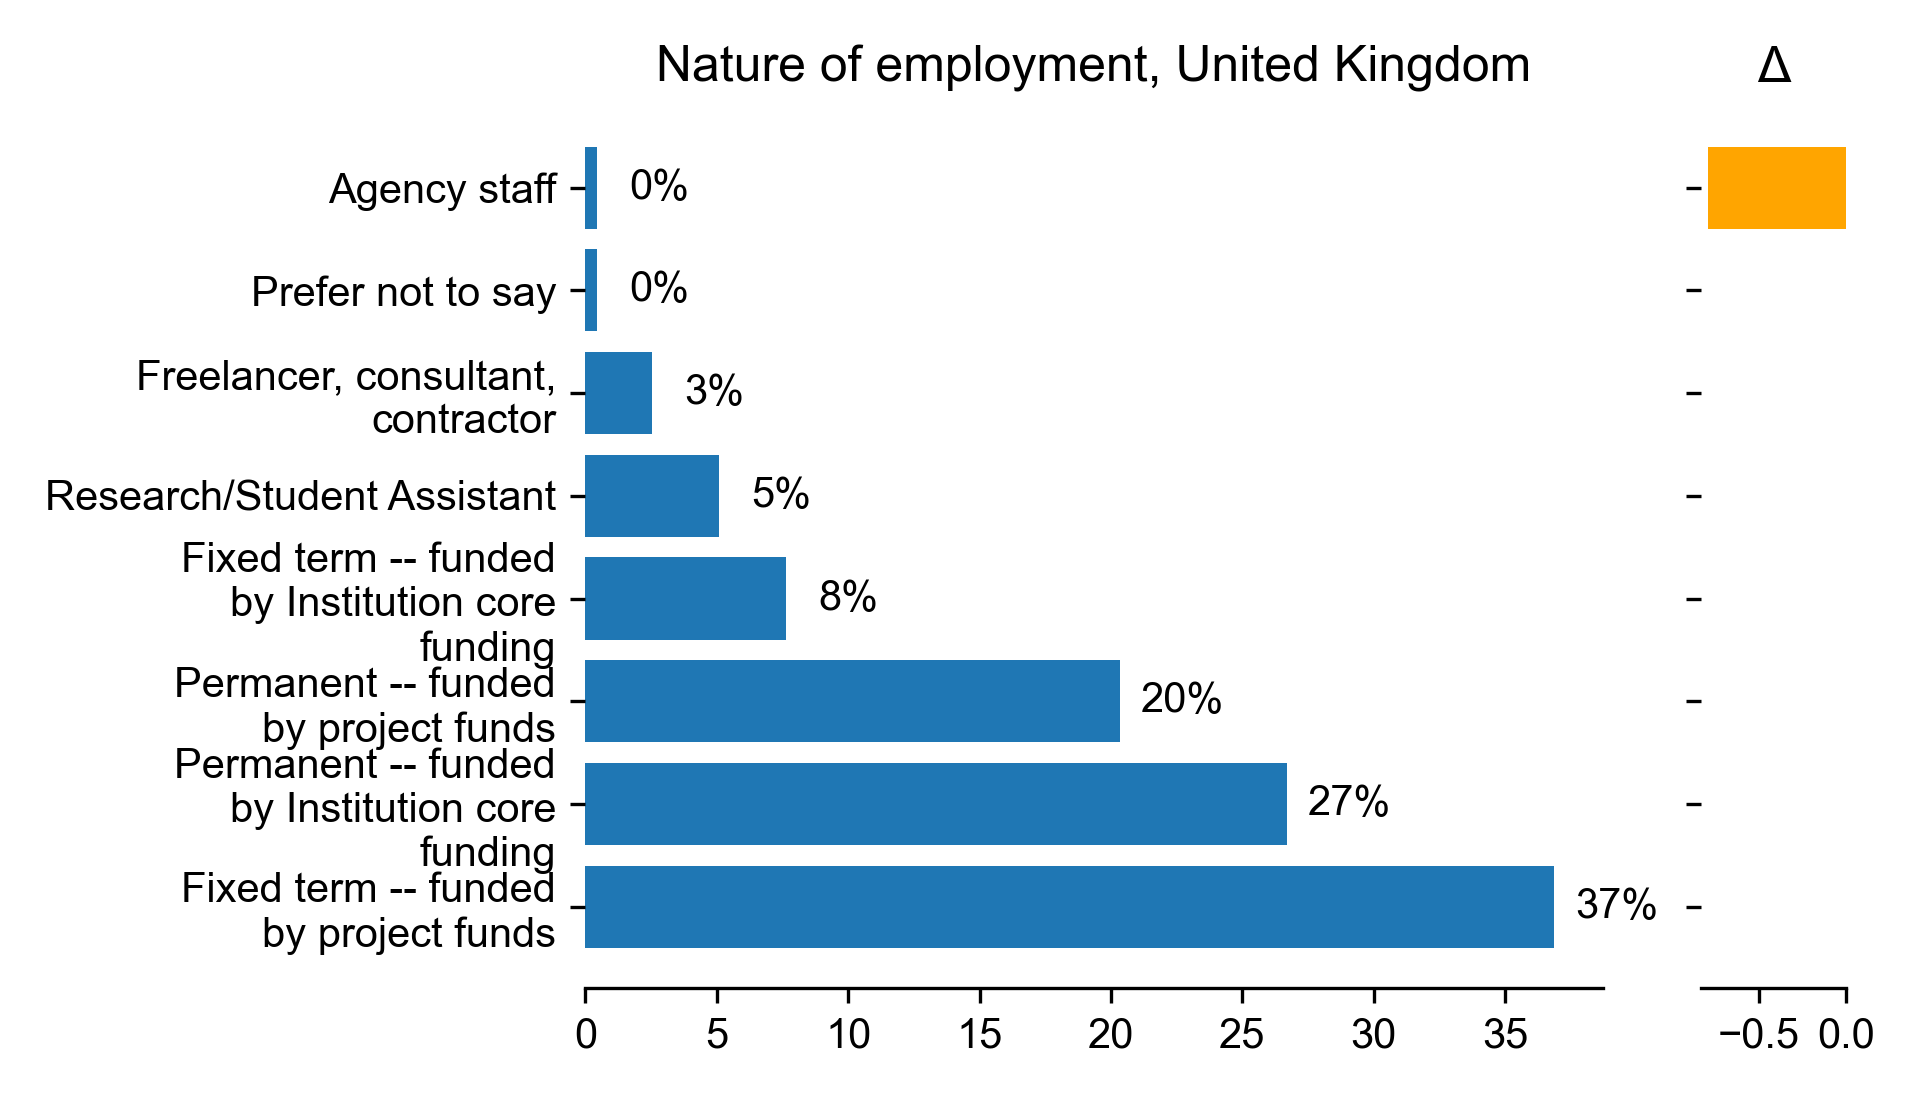 Nature of employment, United Kingdom
Δ
Agency staff
0%
Prefer not to say
0%
Freelancer, consultant,
contractor
3%
Research/Student Assistant
5%
Fixed term -- funded
by Institution core
funding
8%
Permanent -- funded
by project funds
20%
Permanent -- funded
by Institution core
funding
27%
Fixed term -- funded
by project funds
37%
0 5 10 15 20 25 30 35
−0.5 0.0